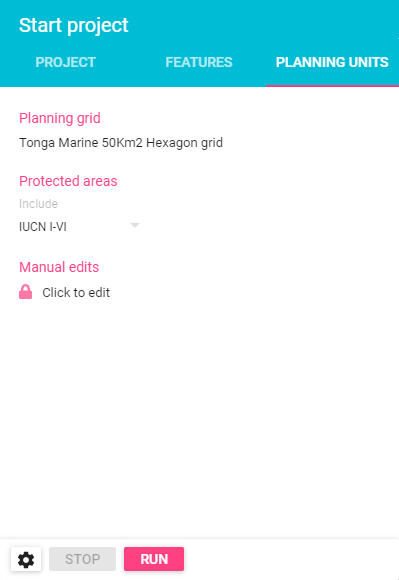 Start project
PROJECT FEATURES PLANNING UNITS
Planning grid
Tonga Marine 50Km2 Hexagon grid
Protected areas
Include
IUCN I-VI
Manual edits
Click to edit
STOP RUN